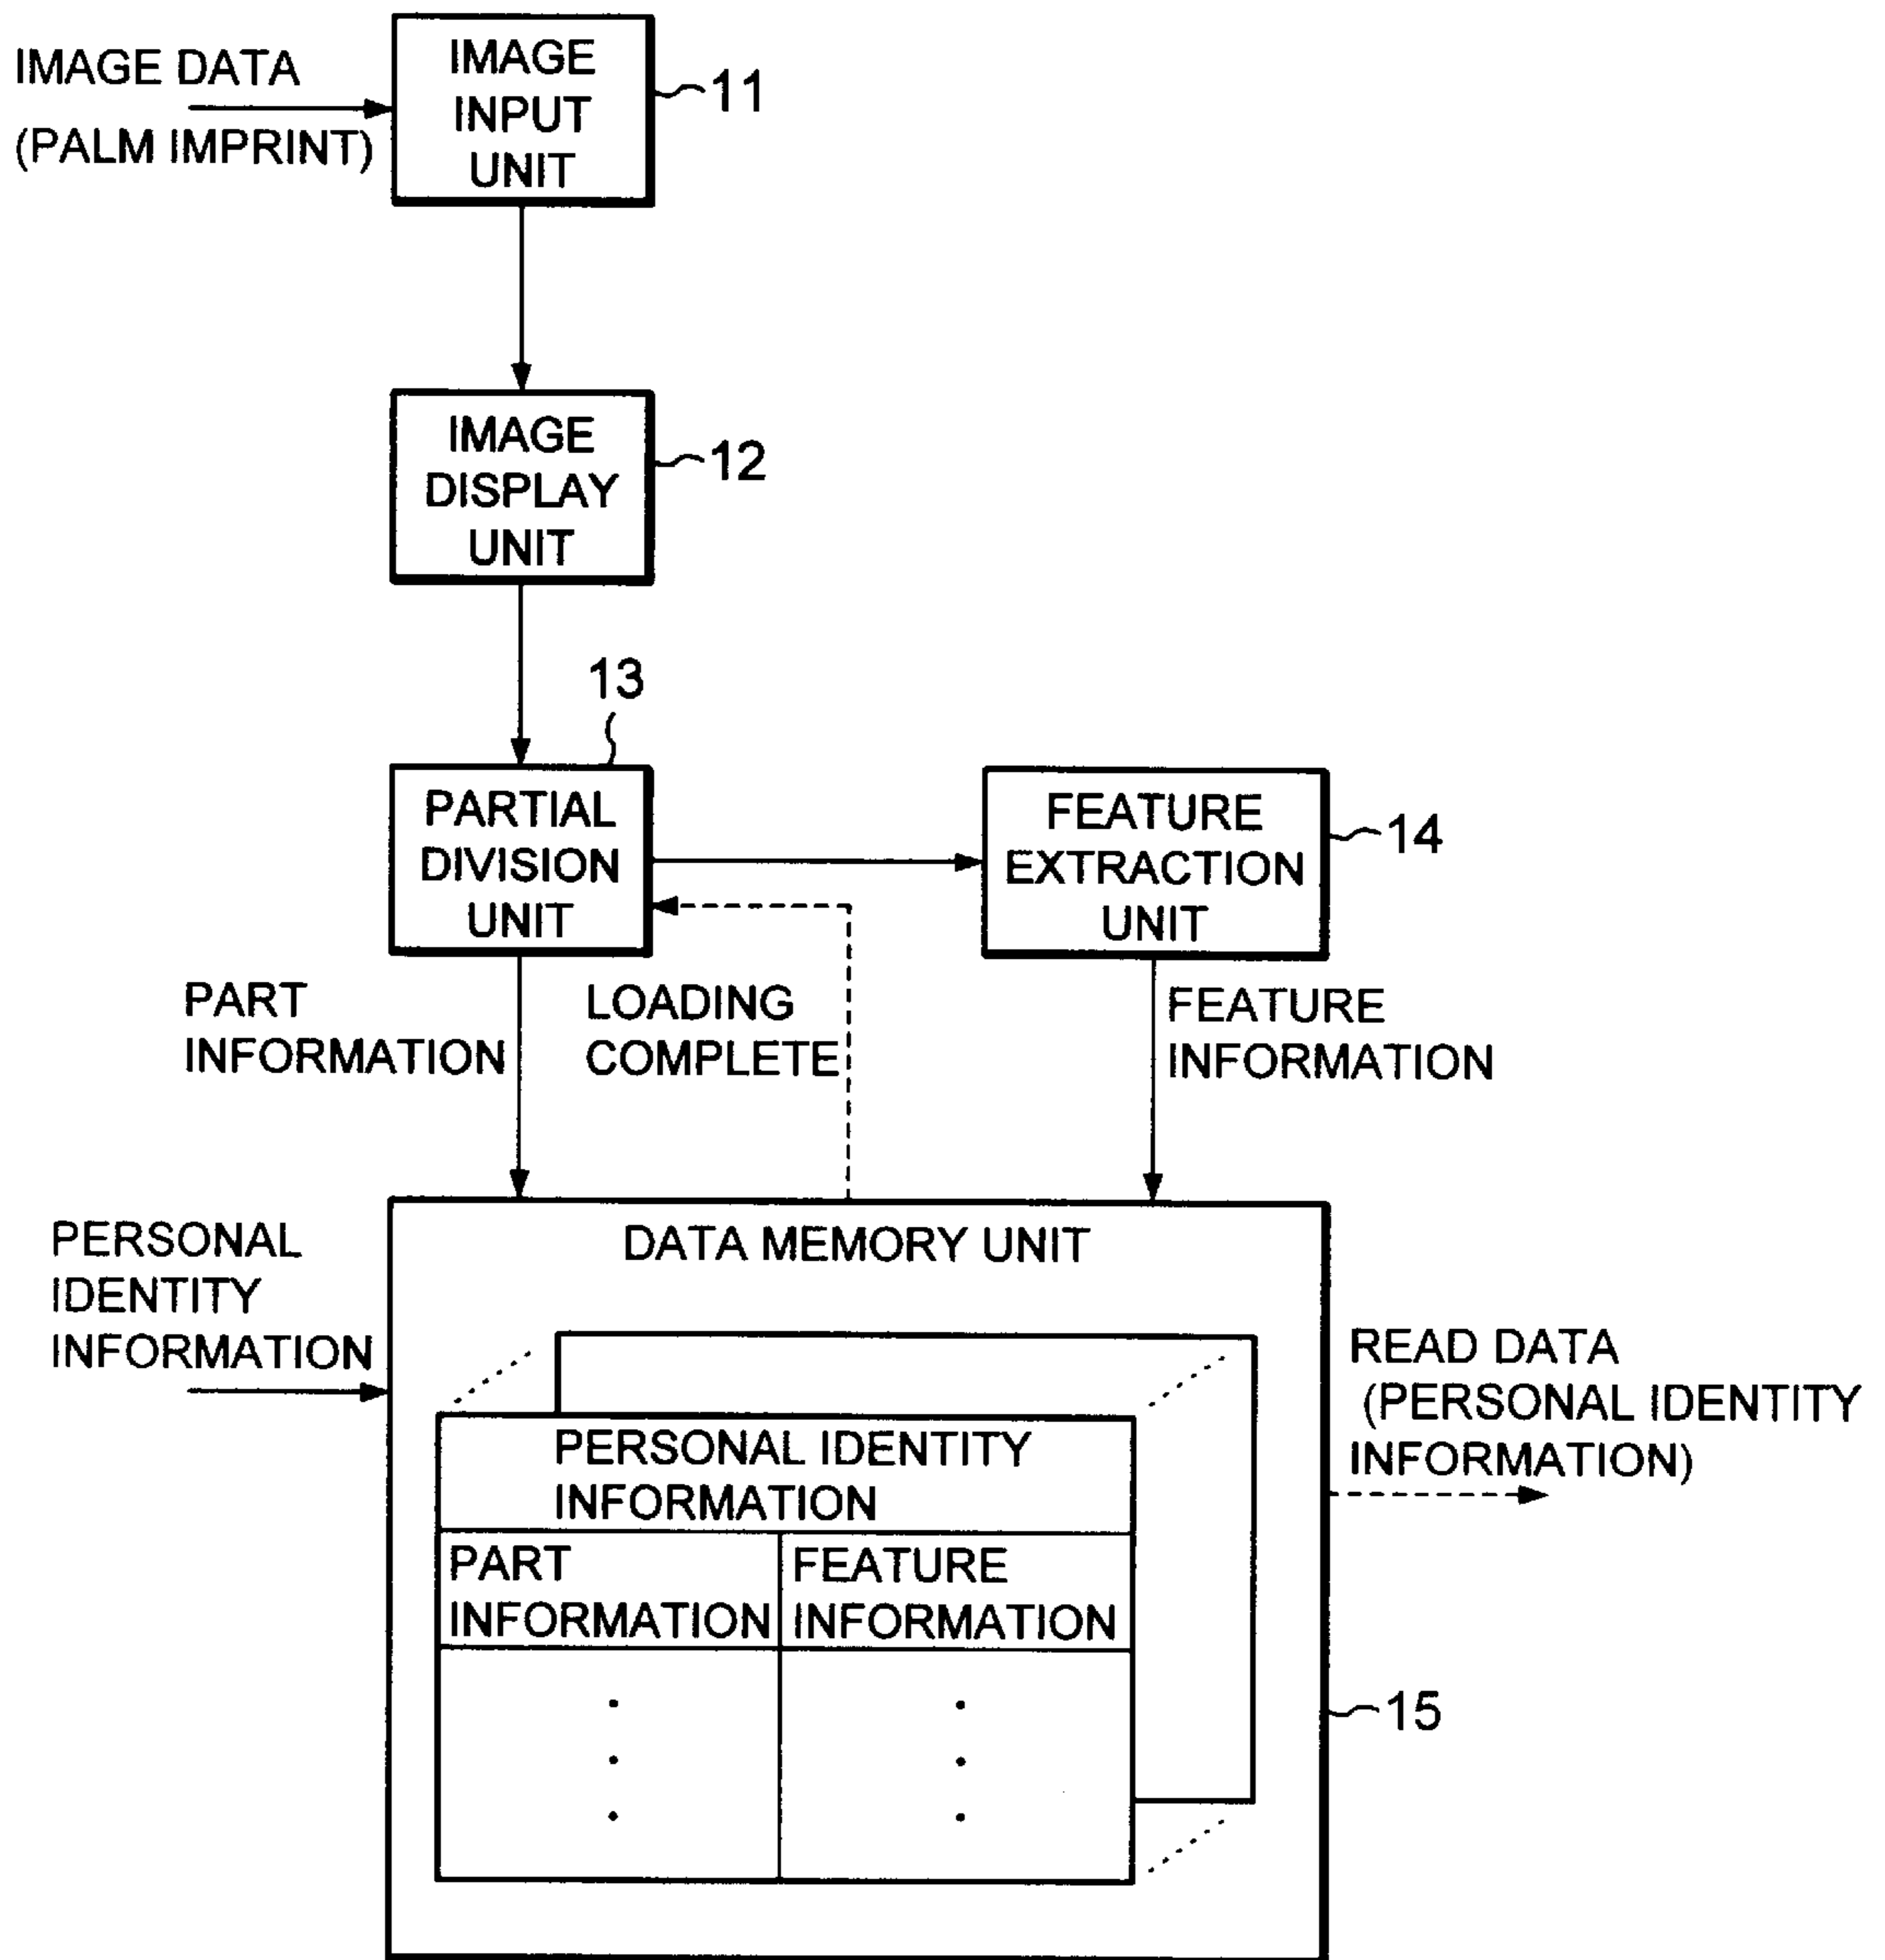 IMAGE DATA
(PALM IMPRINT)
IMAGE
INPUT
UNIT
11
IMAGE
DISPLAY
UNIT
12
13
PARTIAL
DIVISION
UNIT
FEATURE
EXTRACTION
UNIT
14
PART
INFORMATION
LOADING
COMPLETE
FEATURE
INFORMATION
PERSONAL
IDENTITY
INFORMATION
DATA MEMORY UNIT
PERSONAL IDENTITY
INFORMATION
PART
INFORMATION
FEATURE
INFORMATION
READ DATA
(PERSONAL IDENTITY
INFORMATION)
15